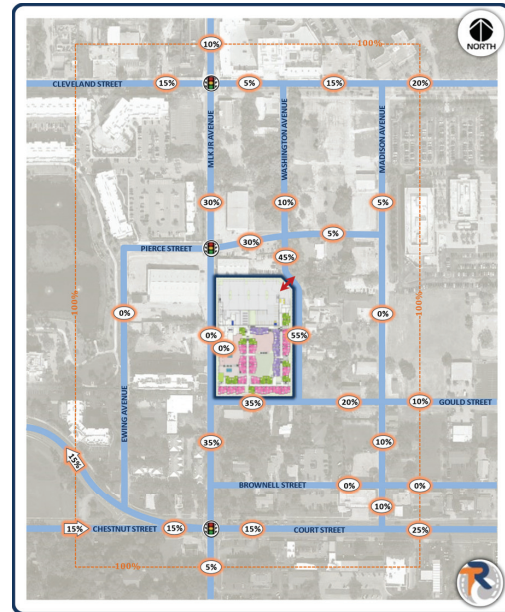 10%
100%
NORTH
CLEVELAND STREET
15%
5%
15%
20%
MLK JR AVENUE
WASHINGTON AVENUE
MADISON AVENUE
30%
10%
5%
PIERCE STREET
30%
5%
45%
100%
0%
0%
0%
55%
0%
100%
EWING AVENUE
35%
20%
10%
GOULD STREET
35%
10%
15%
BROWNELL STREET
0%
0%
10%
15%
CHESTNUT STREET
15%
15%
COURT STREET
25%
100%
5%
TR